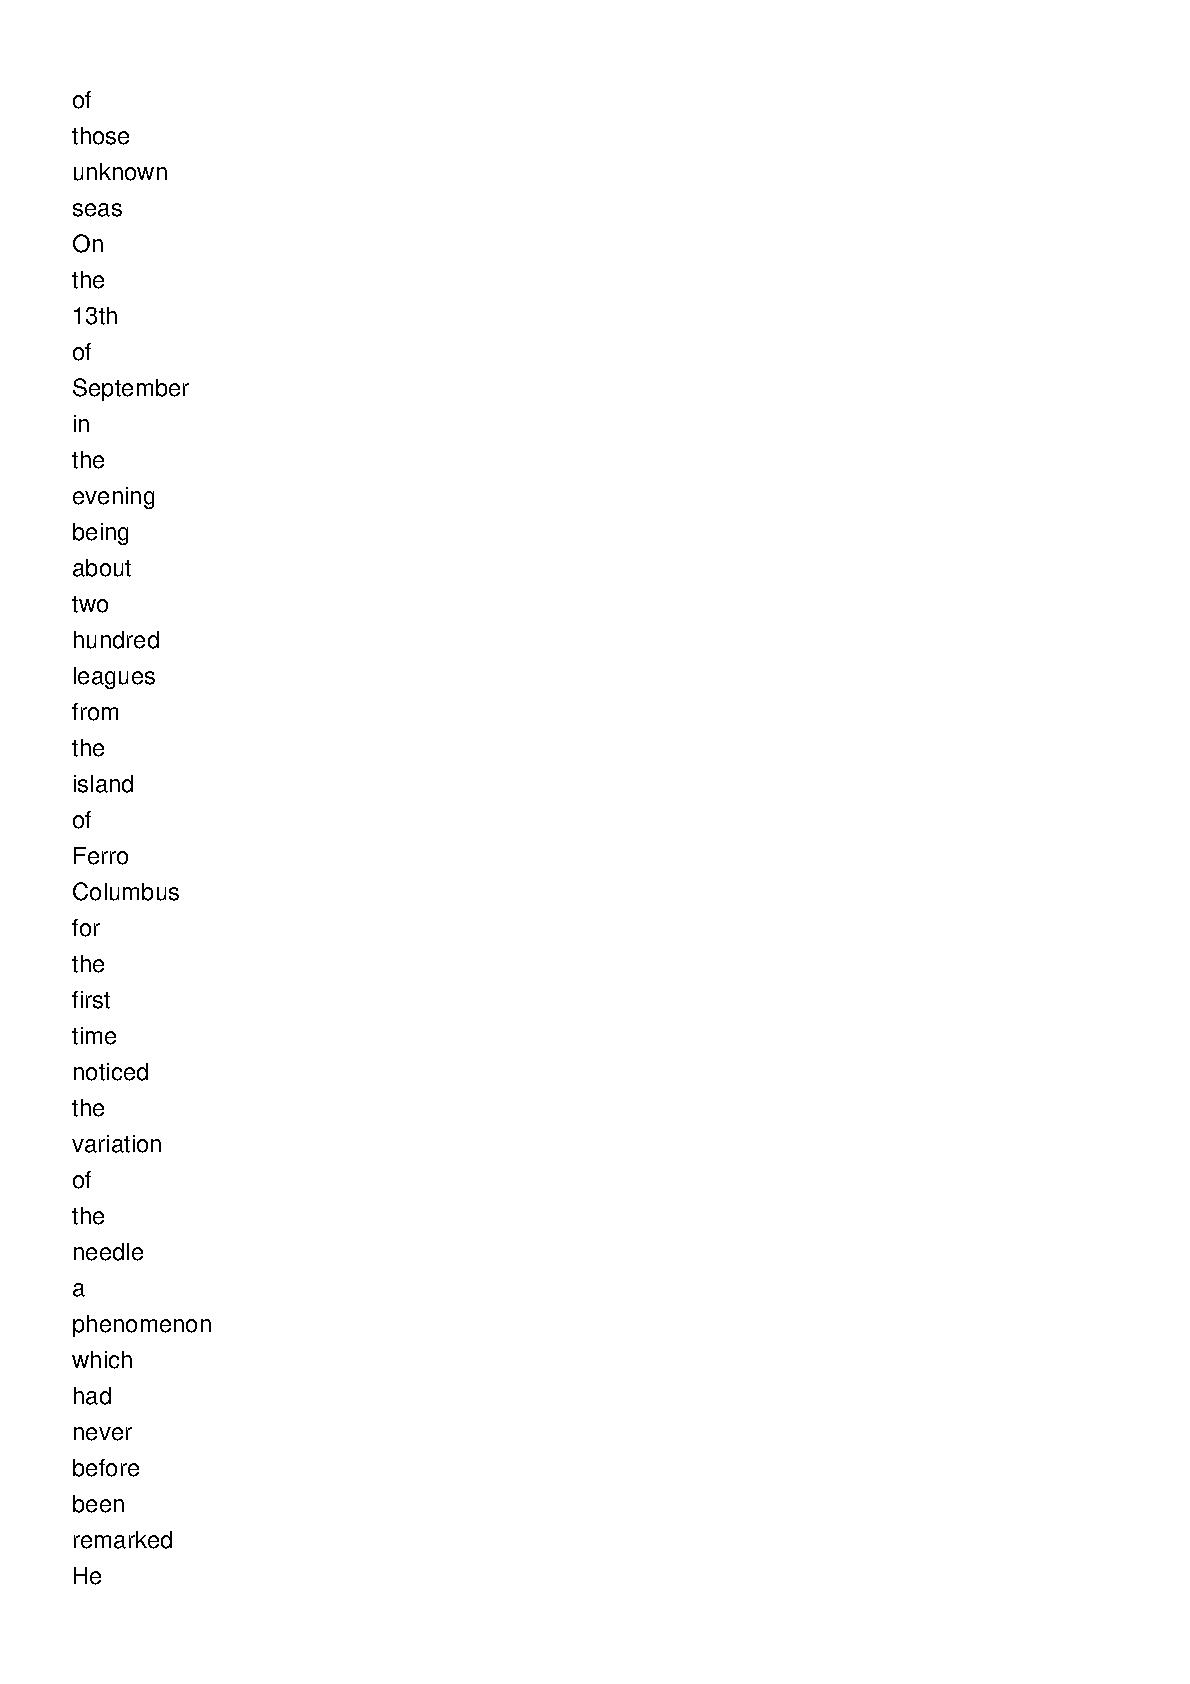 of
those
unknown
seas
On
the
13th
of
September
in
the
evening
being
about
two
hundred
leagues
from
the
island
of
Ferro
Columbus
for
the
first
time
noticed
the
variation
of
the
needle
a
phenomenon
which
had
never
before
been
remarked
He